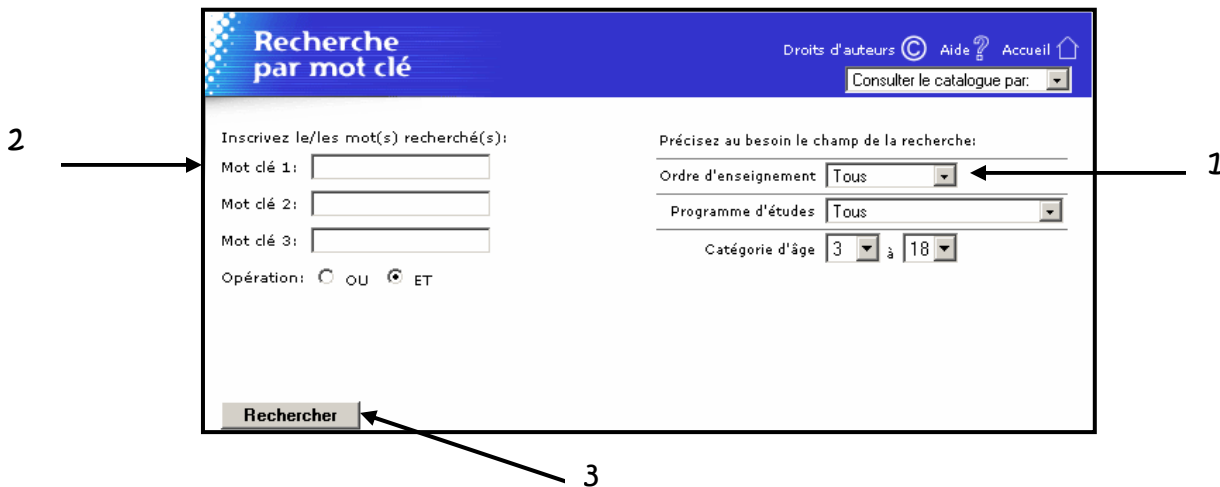 Recherche
par mot clé
Droits d'auteurs © Aide ? Accueil
Consulter le catalogue par:
2
Inscrivez le/les mot(s) recherché(s):
Mot clé 1:
Mot clé 2:
Mot clé 3:
Opération: OU ET
Précisez au besoin le champ de la recherche:
Ordre d'enseignement Tous
1
Programme d'études Tous
Catégorie d'âge 3 à 18
Rechercher
3